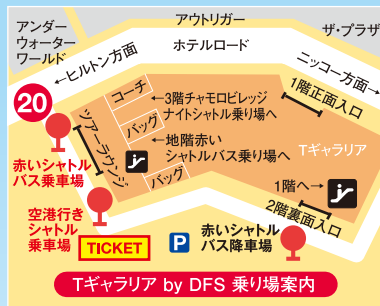 アンダー
ウォーター
ワールド
アウトリガー
ザ・プラザ
←ヒルトン方面
ホテルロード
ニッコー方面→
20
コーチ
←3階チャモロビレッジ
ナイトシャトル乗り場へ
1階正面入口
ツアーラウンジ
バッグ
←地階赤い
シャトルバス乗り場へ
Tギャラリア
バッグ
1階へ→
2階裏面入口
赤いシャトル
バス乗車場
空港行き
シャトル
乗車場
TICKET
P
赤いシャトル
バス降車場
Tギャラリア by DFS 乗り場案内